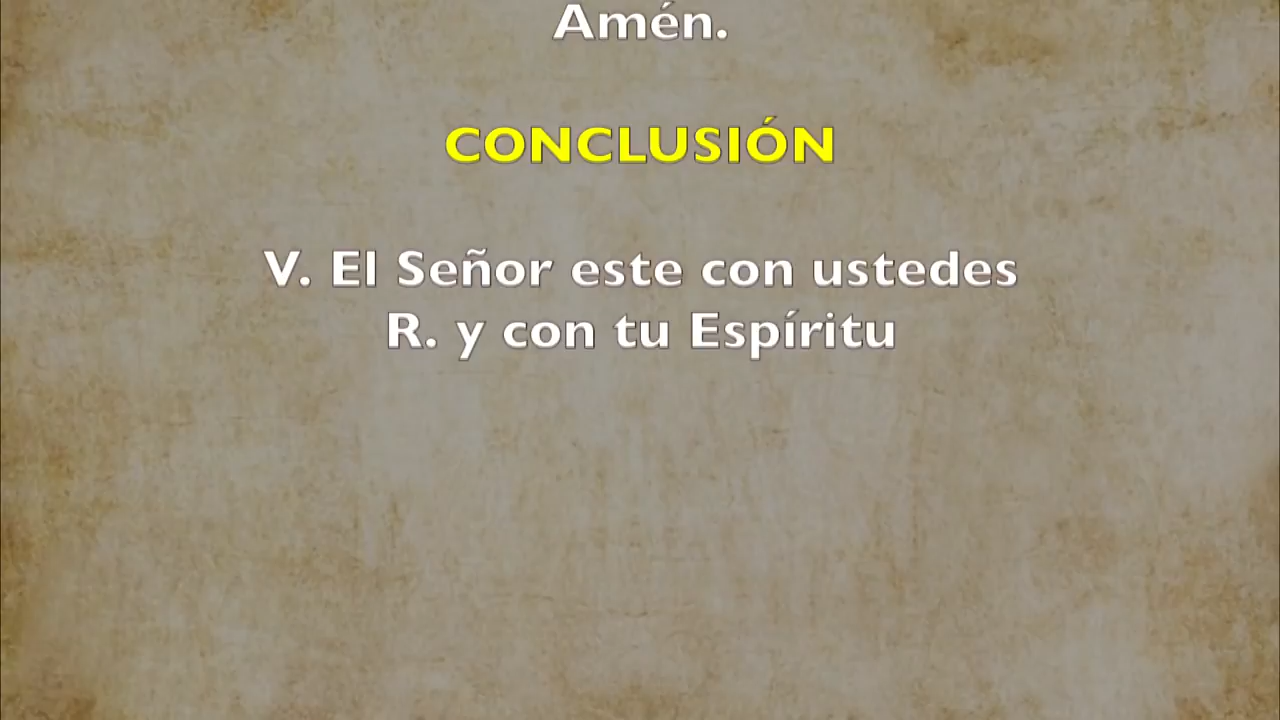 Amén.
CONCLUSIÓN
V. El Señor este con ustedes
R. y con tu Espíritu